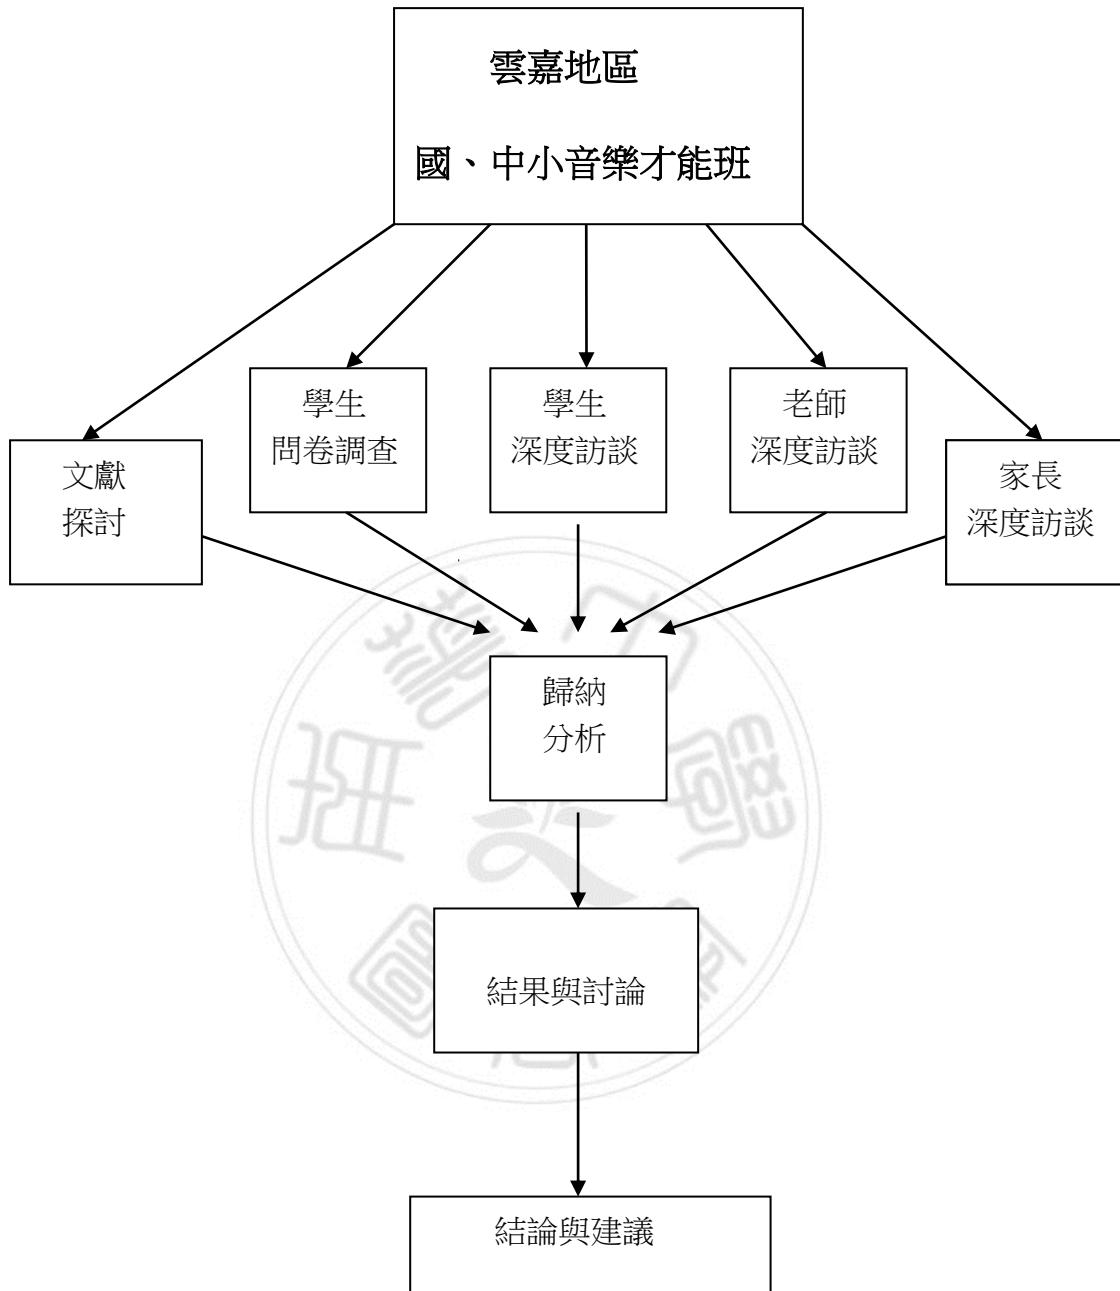 雲嘉地區
國、中小音樂才能班
學生
問卷調查
學生
深度訪談
老師
深度訪談
文獻
探討
家長
深度訪談
歸納
分析
結果與討論
結論與建議